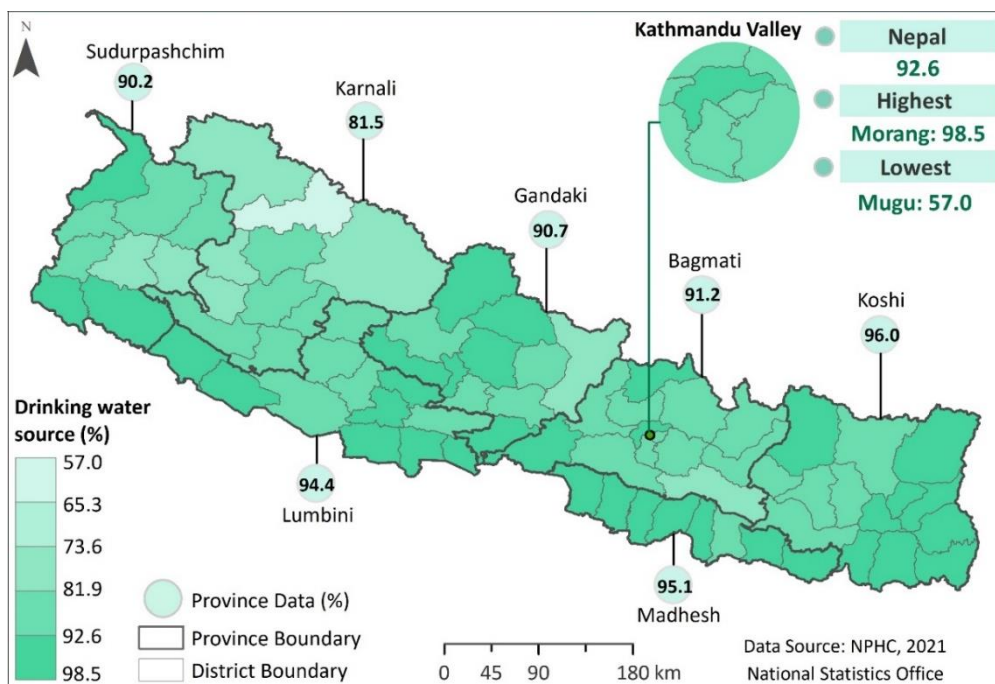 N
Sudurpashchim
90.2
Karnali
81.5
Gandaki
90.7
Bagmati
91.2
Koshi
96.0
Kathmandu Valley
Nepal
92.6
Highest
Morang: 98.5
Lowest
Mugu: 57.0
94.4
Lumbini
95.1
Madhesh
Drinking water
source (%)
57.0
65.3
73.6
81.9
92.6
98.5
Province Data (%)
Province Boundary
District Boundary
0 45 90 180 km
Data Source: NPHC, 2021
National Statistics Office